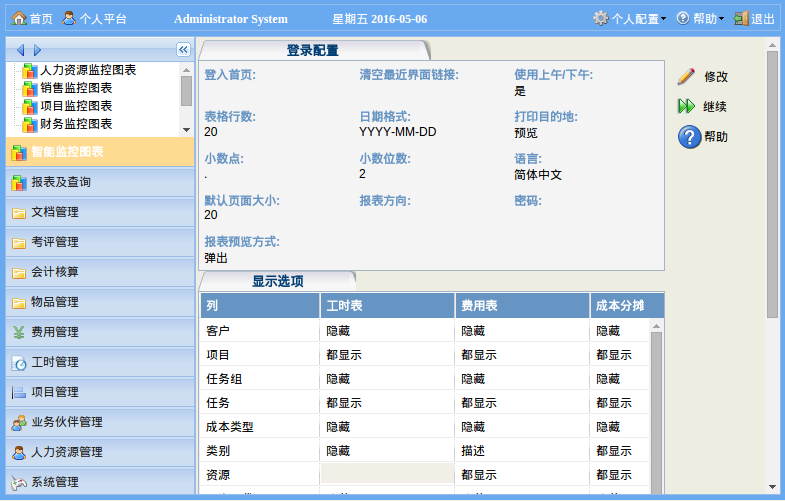 首页 个人平台 Administrator System 星期五 2016-05-06 个人配置 帮助 退出
人力资源监控图表
销售监控图表
项目监控图表
财务监控图表
智能监控图表
报表及查询
文档管理
考评管理
会计核算
物品管理
费用管理
工时管理
项目管理
业务伙伴管理
人力资源管理
系统管理
登录配置
登入首页: 清空最近界面链接: 使用上午/下午:
是
表格行数: 日期格式: 打印目的地:
20 YYYY-MM-DD 预览
小数点: 小数位数: 语言:
. 2 简体中文
默认页面大小: 报表方向: 密码:
20
报表预览方式:
弹出
显示选项
列 工时表 费用表 成本分摊
客户 隐藏 隐藏 隐藏
项目 都显示 都显示 都显示
任务组 隐藏 隐藏 隐藏
任务 都显示 都显示 都显示
成本类型 隐藏 隐藏 隐藏
类别 隐藏 描述 都显示
资源 都显示 都显示
修改
继续
帮助